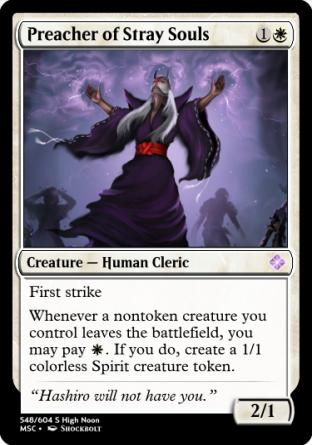 Preacher of Stray Souls 1
Creature — Human Cleric
First strike
Whenever a nontoken creature you
control leaves the battlefield, you
may pay . If you do, create a 1/1
colorless Spirit creature token.
“Hashiro will not have you.”
2/1
548/604 S High Noon
MSC • Shockbolt